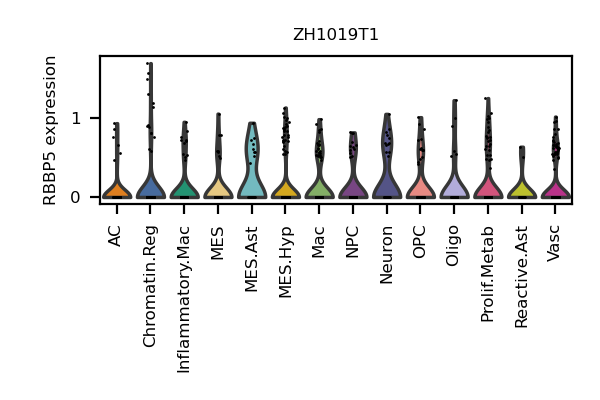 ZH1019T1
RBBP5 expression
1
0
AC
Chromatin.Reg
Inflammatory.Mac
MES
MES.Ast
MES.Hyp
Mac
NPC
Neuron
OPC
Oligo
Prolif.Metab
Reactive.Ast
Vasc